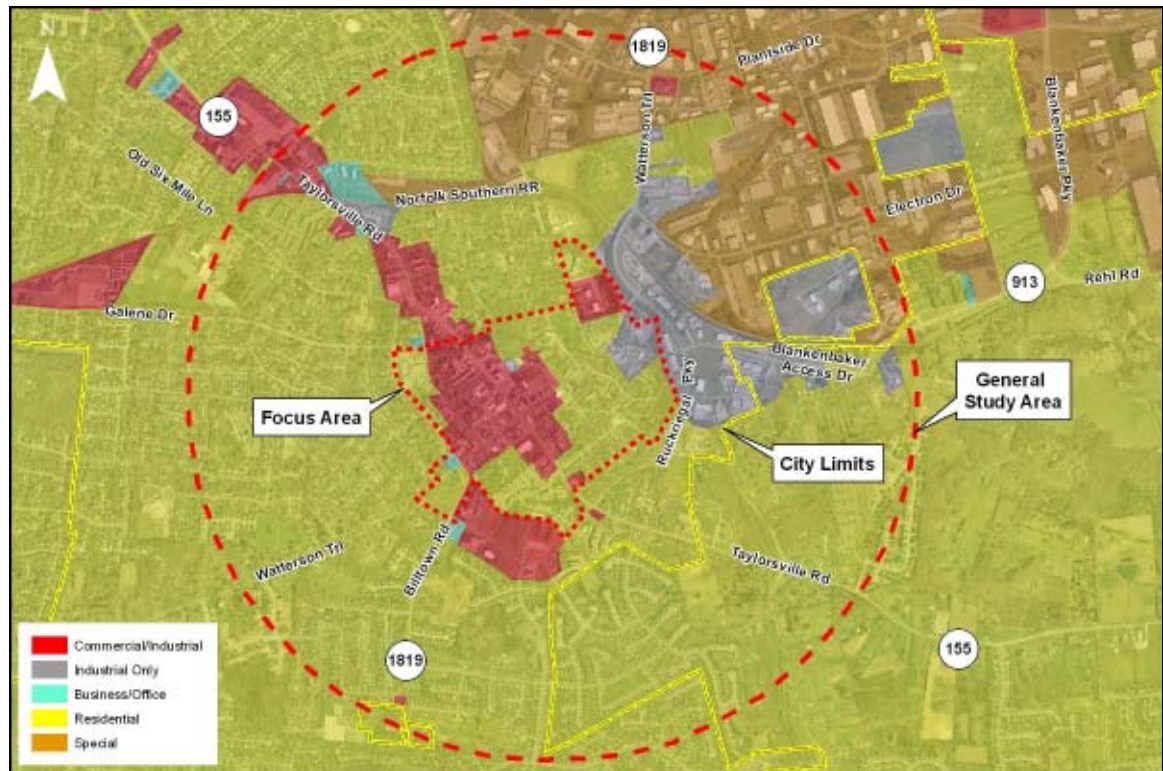 N
1819
Plantside Dr
155
Watterson Trl
Blankenbaker Pky
Old Six Mile Ln
Taylorsville Rd
Norfolk Southern RR
Electron Dr
913
Rehl Rd
Galene Dr
Blankenbaker
Access Dr
General
Study Area
Focus Area
Ruckriegal Pky
City Limits
Billtown Rd
Watterson Trl
Taylorsville Rd
1819
155
Commercial/Industrial
Industrial Only
Business/Office
Residential
Special